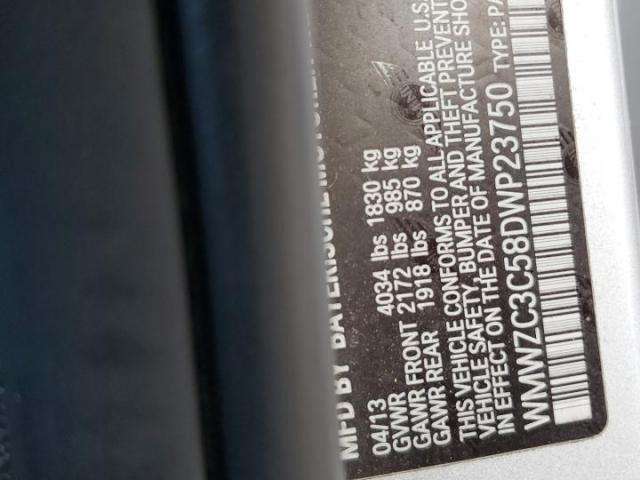 MFD BY BAYERISCHE MOTOREN
04/13
GVWR 4034 lbs 1830 kg
GAWR FRONT 2172 lbs 985 kg
GAWR REAR 1918 lbs 870 kg
THIS VEHICLE CONFORMS TO ALL APPLICABLE U.S.
VEHICLE SAFETY, BUMPER AND THEFT PREVENT
IN EFFECT ON THE DATE OF MANUFACTURE SHO
WMWZC3C58DWP23750 TYPE: PA